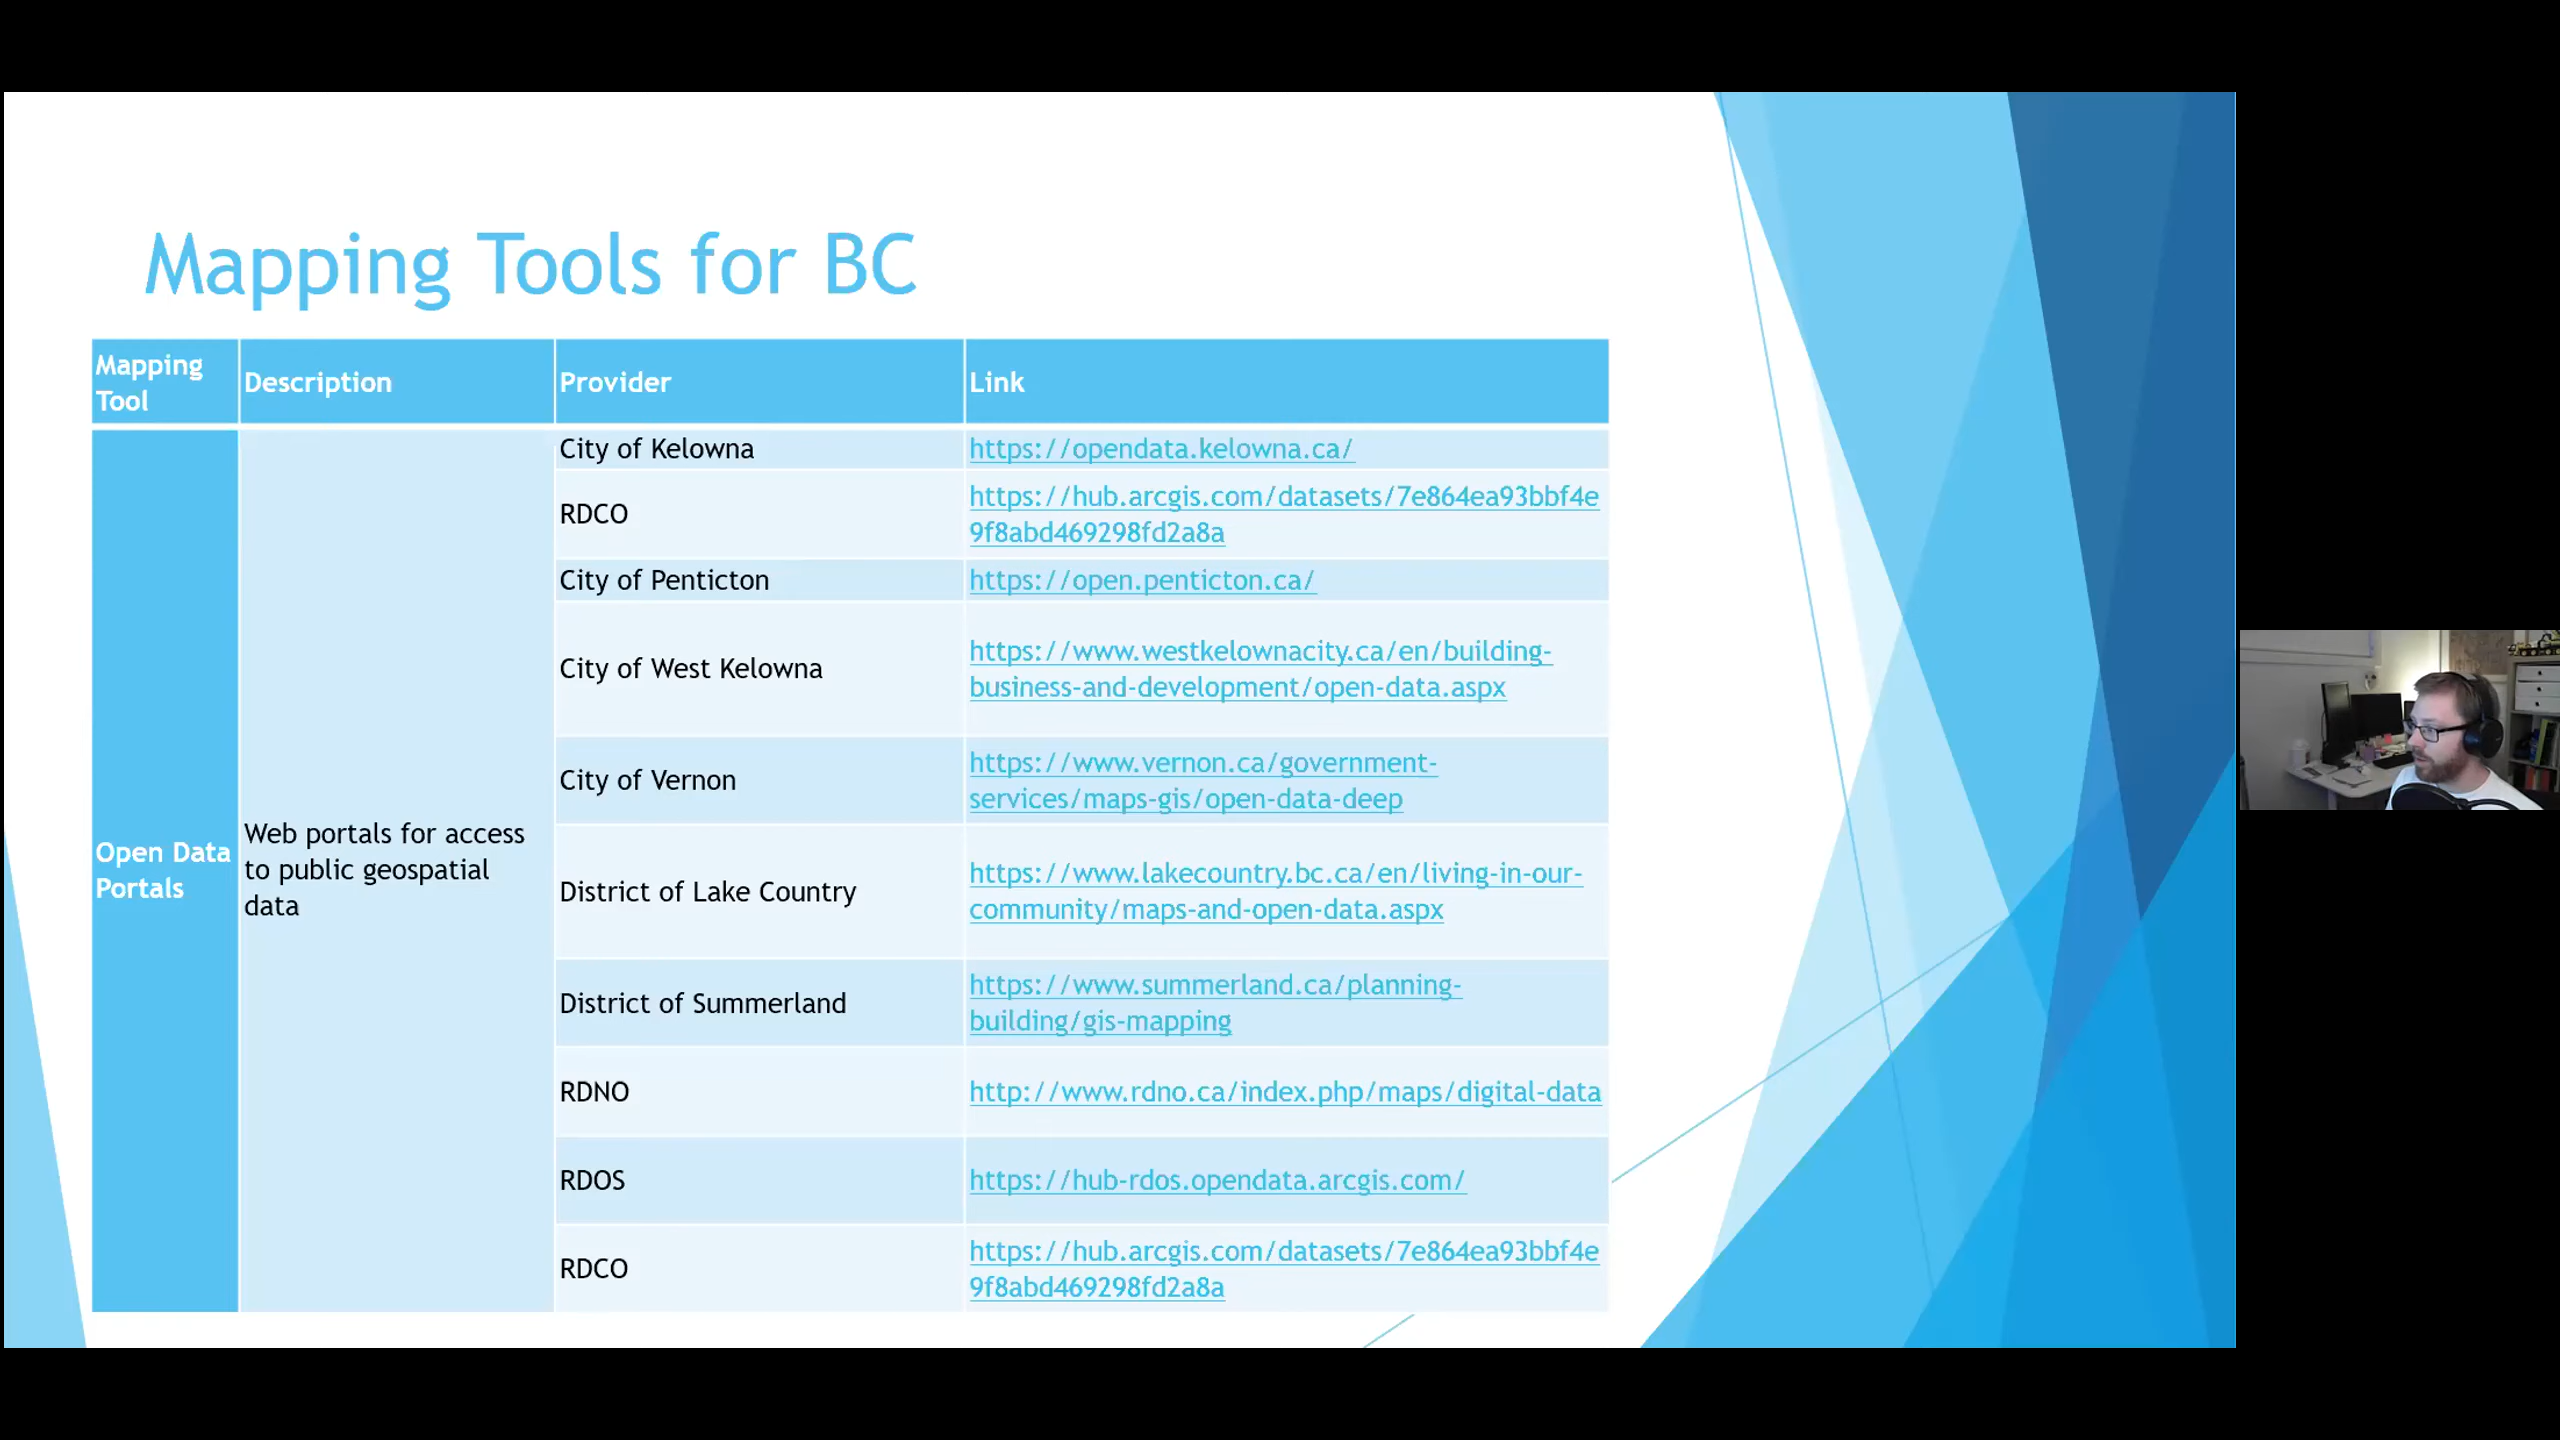 Mapping Tools for BC
Mapping
Tool
Description
Provider
Link
Open Data
Portals
Web portals for access
to public geospatial
data
City of Kelowna
https://opendata.kelowna.ca/
RDCO
https://hub.arcgis.com/datasets/7e864ea93bbf4e
9f8abd469298fd2a8a
City of Penticton
https://open.penticton.ca/
City of West Kelowna
https://www.westkelownacity.ca/en/building-
business-and-development/open-data.aspx
City of Vernon
https://www.vernon.ca/government-
services/maps-gis/open-data-deep
District of Lake Country
https://www.lakecountry.bc.ca/en/living-in-our-
community/maps-and-open-data.aspx
District of Summerland
https://www.summerland.ca/planning-
building/gis-mapping
RDNO
http://www.rdno.ca/index.php/maps/digital-data
RDOS
https://hub-rdos.opendata.arcgis.com/
RDCO
https://hub.arcgis.com/datasets/7e864ea93bbf4e
9f8abd469298fd2a8a